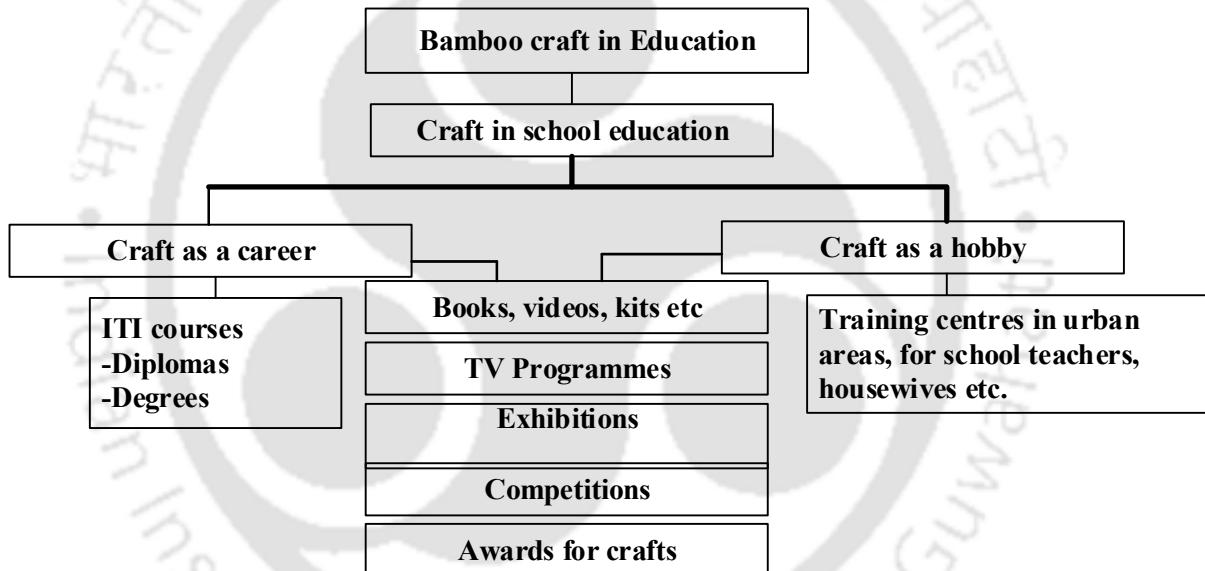 Bamboo craft in Education
Craft in school education
Craft as a career
Craft as a hobby
ITI courses
-Diplomas
-Degrees
Books, videos, kits etc
TV Programmes
Exhibitions
Competitions
Awards for crafts
Training centres in urban
areas, for school teachers,
housewives etc.